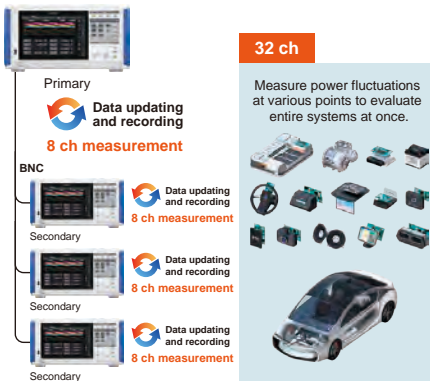 Primary
Data updating
and recording
8 ch measurement
BNC
Data updating
and recording
8 ch measurement
Secondary
Data updating
and recording
8 ch measurement
Secondary
Data updating
and recording
8 ch measurement
Secondary
32 ch
Measure power fluctuations
at various points to evaluate
entire systems at once.